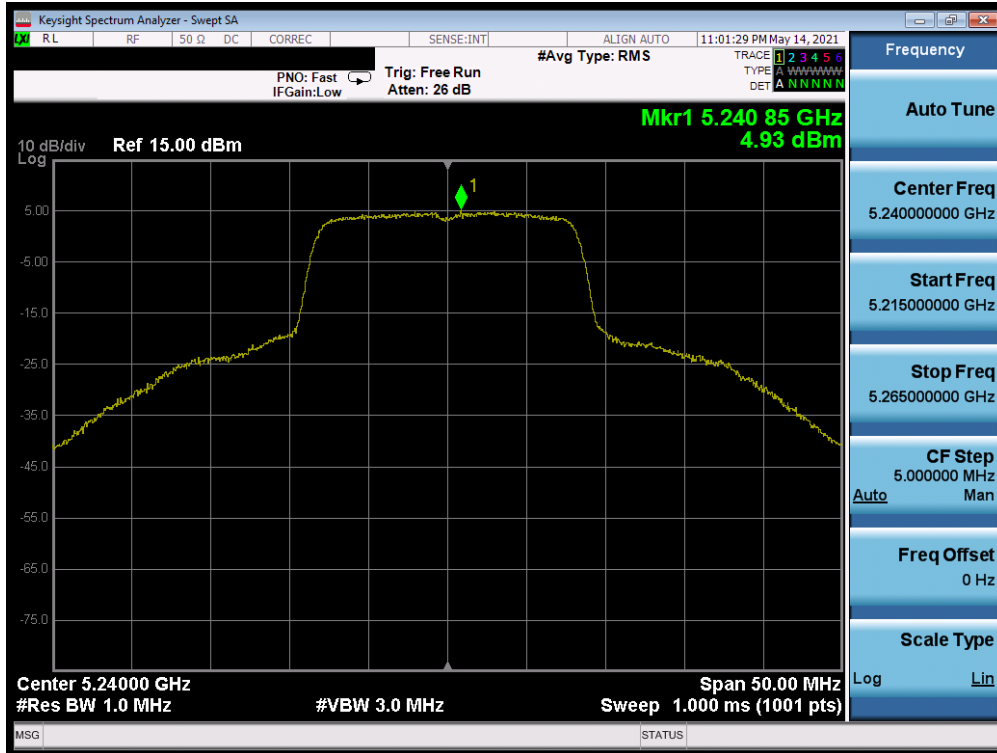 Keysight Spectrum Analyzer - Swept SA
LXI RL RF 50 Ω DC CORREC SENSE:INT ALIGN AUTO 11:01:29 PM May 14, 2021
#Avg Type: RMS
TRACE 1 2 3 4 5 6
TYPE A WWWWW
DET A N N N N N
PNO: Fast
IFGain:Low
Trig: Free Run
Atten: 26 dB
Mkr1 5.240 85 GHz
4.93 dBm
10 dB/div
Log
Ref 15.00 dBm
1
5.00
-5.00
-15.0
-25.0
-35.0
-45.0
-55.0
-65.0
-75.0
Center 5.24000 GHz
Span 50.00 MHz
#Res BW 1.0 MHz
#VBW 3.0 MHz
Sweep 1.000 ms (1001 pts)
MSG
STATUS
Frequency
Auto Tune
Center Freq
5.240000000 GHz
Start Freq
5.215000000 GHz
Stop Freq
5.265000000 GHz
CF Step
5.000000 MHz
Auto Man
Freq Offset
0 Hz
Scale Type
Log Lin